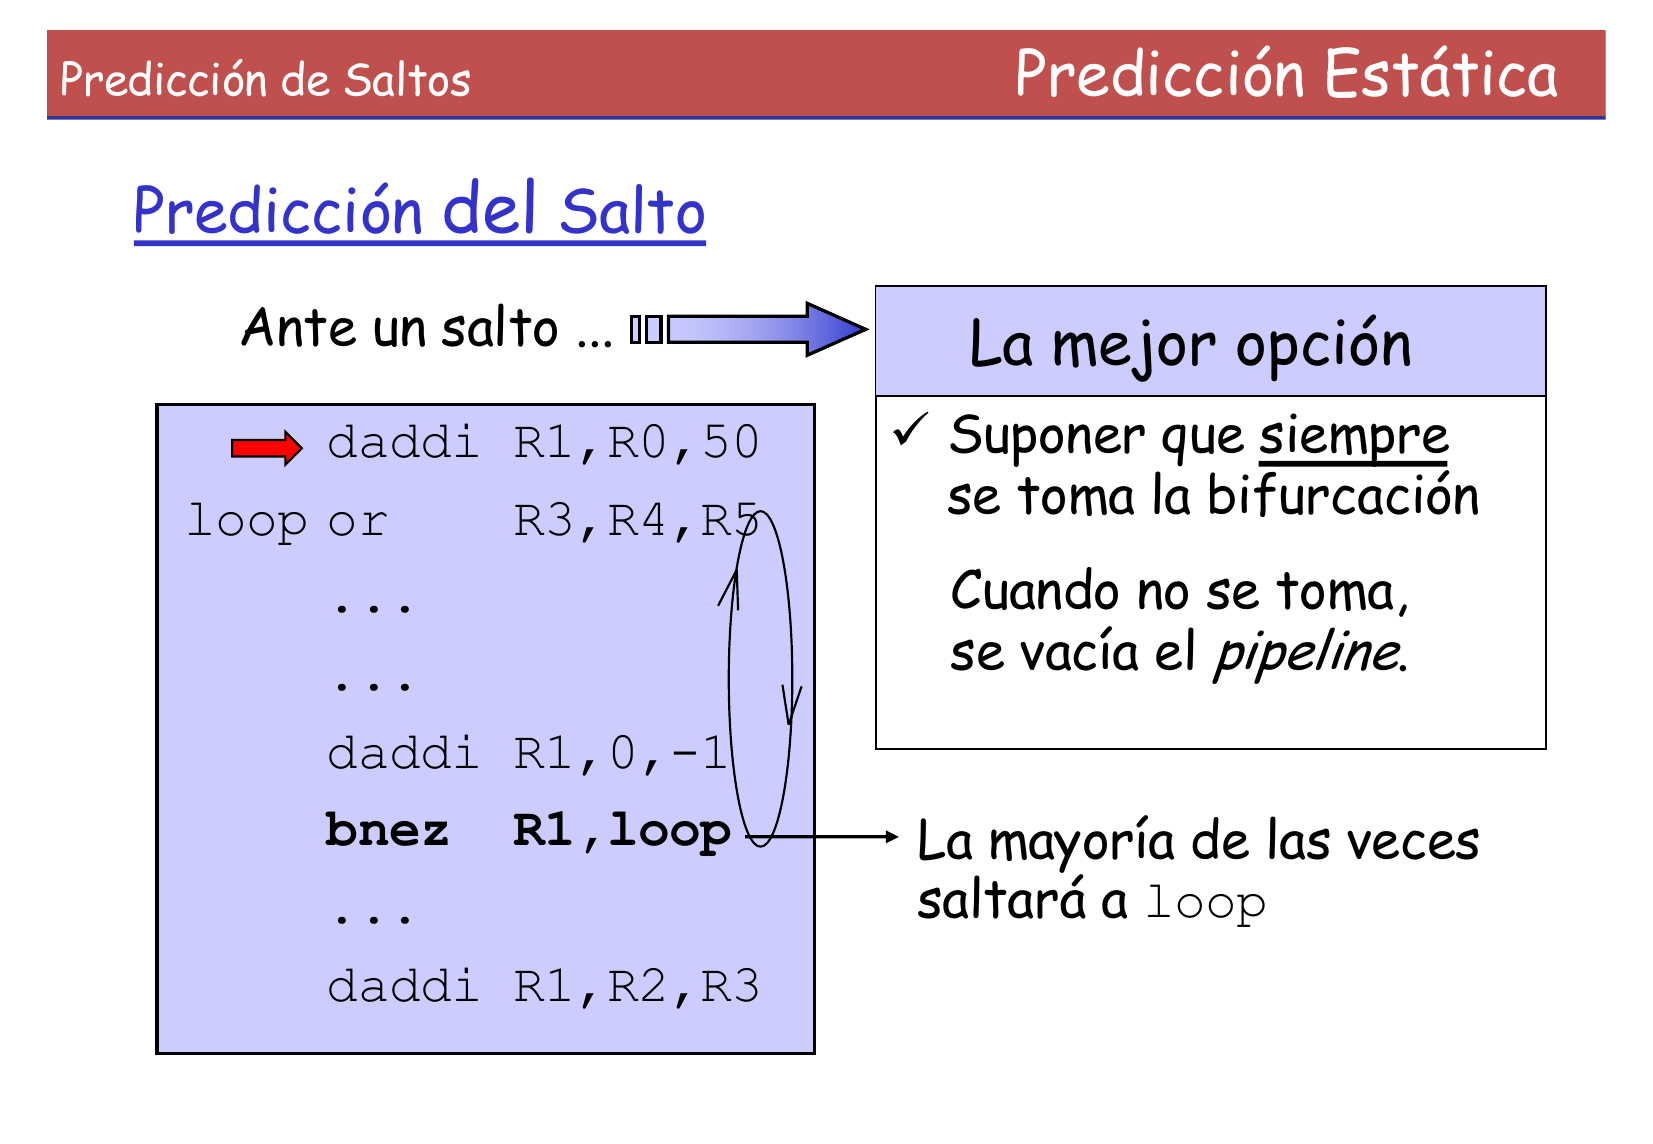 Predicción de Saltos
Predicción Estática
Predicción del Salto
Ante un salto ...
La mejor opción
✓ Suponer que siempre
se toma la bifurcación
Cuando no se toma,
se vacía el pipeline.
daddi R1,R0,50
loop or R3,R4,R5
...
...
daddi R1,0,-1
bnez R1,loop
...
daddi R1,R2,R3
La mayoría de las veces
saltará a loop